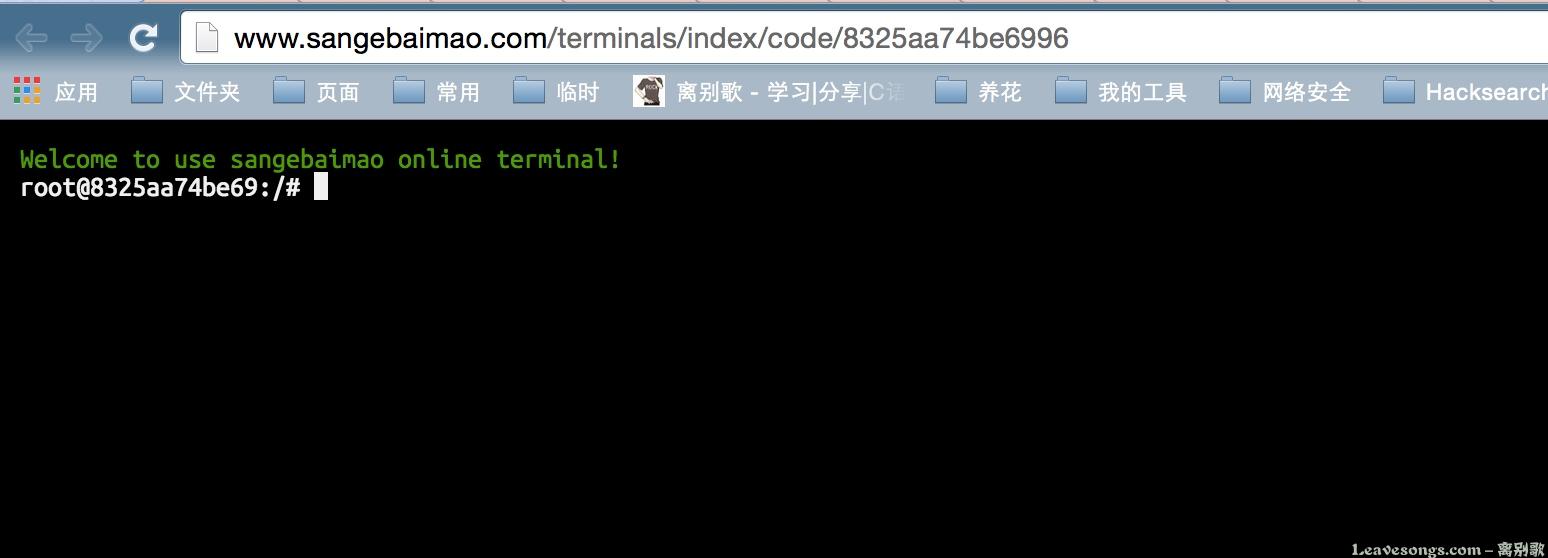 www.sangebaimao.com/terminals/index/code/8325aa74be6996
应用 文件夹 页面 常用 临时 离别歌 - 学习|分享|C语 养花 我的工具 网络安全 Hacksearch
Welcome to use sangebaimao online terminal!
root@8325aa74be69:/#
Leavesongs.com – 离别歌